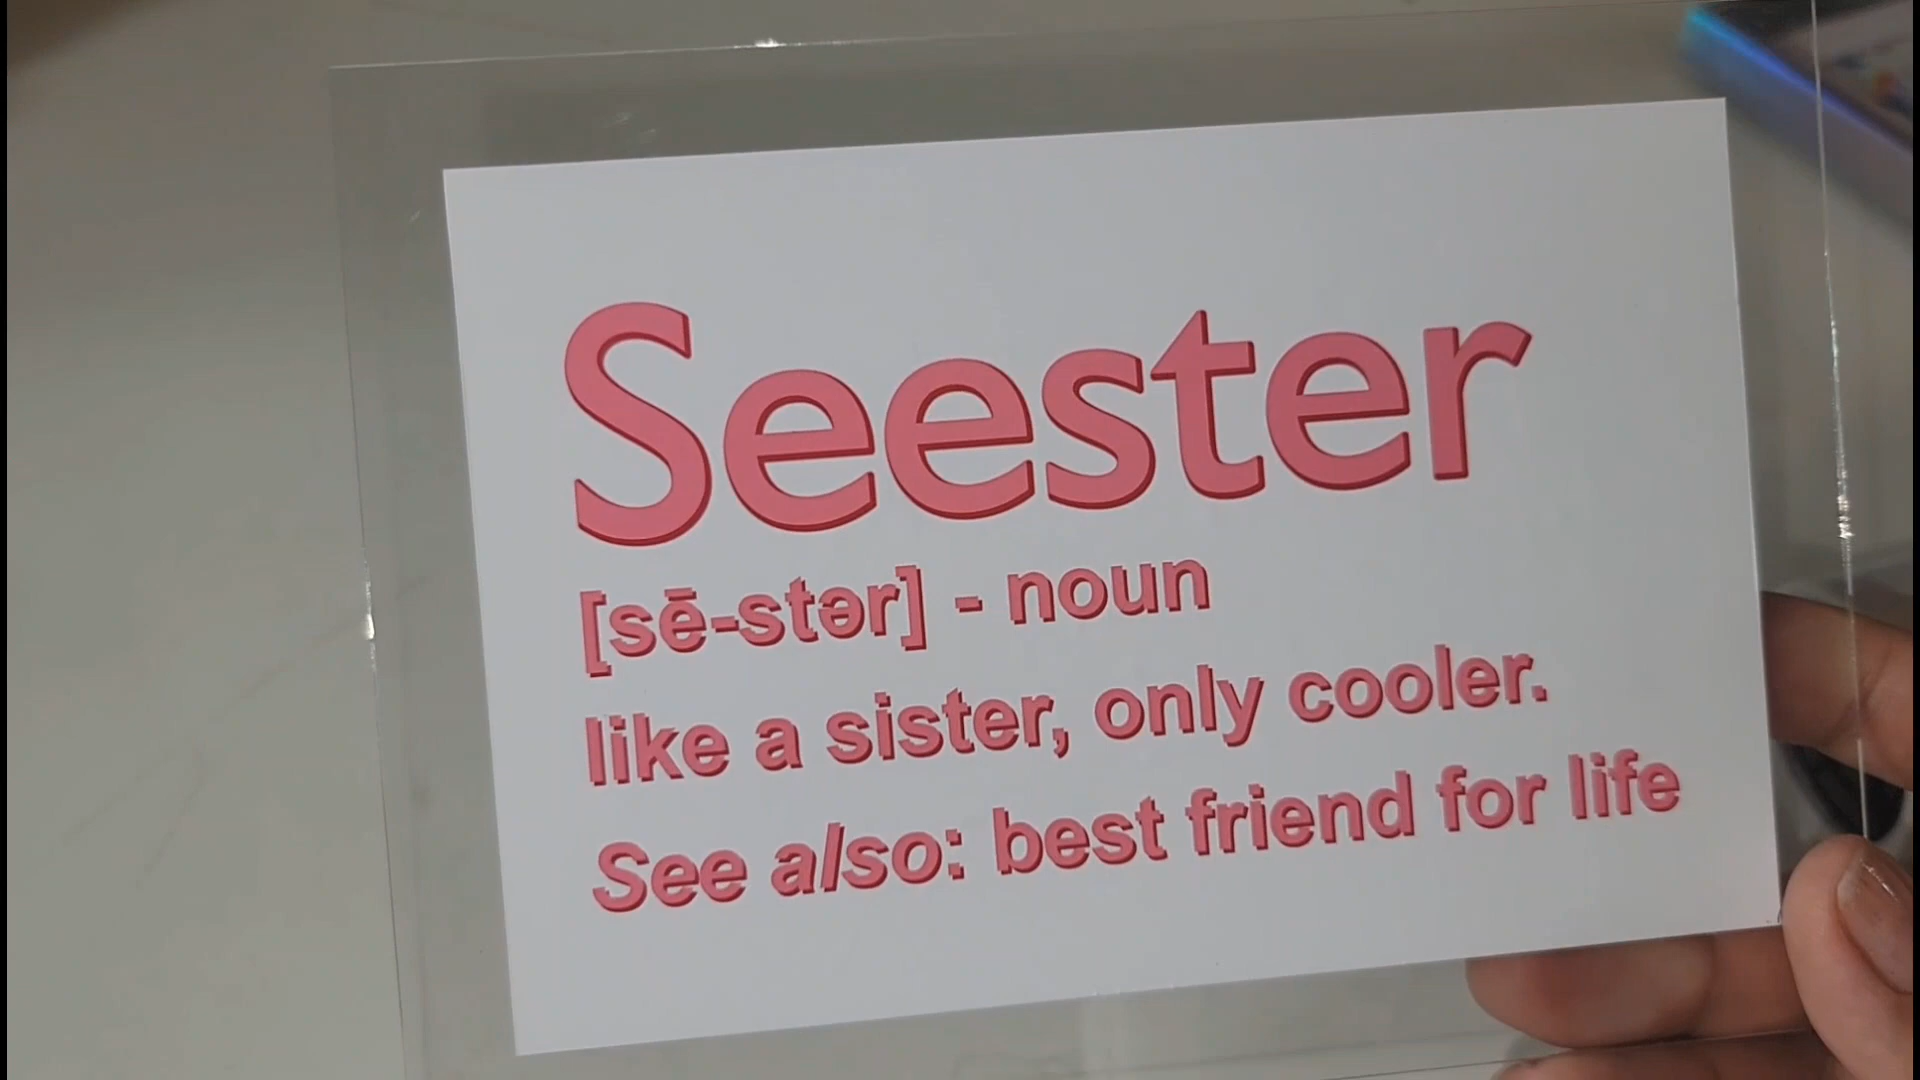 Seester
[sē-stər] - noun
like a sister, only cooler.
See also: best friend for life